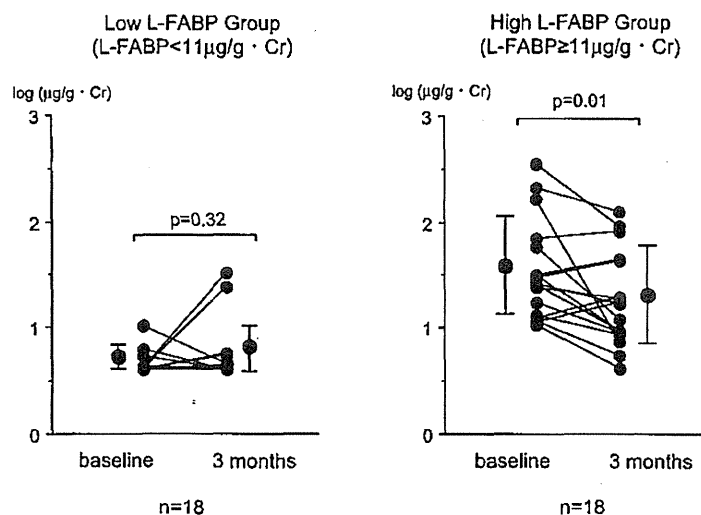 Low L-FABP Group
(L-FABP<11μg/g・Cr)
log (μg/g・Cr)
3
2
1
0
p=0.32
baseline
3 months
n=18
High L-FABP Group
(L-FABP≥11μg/g・Cr)
log (μg/g・Cr)
p=0.01
3
2
1
0
baseline
3 months
n=18